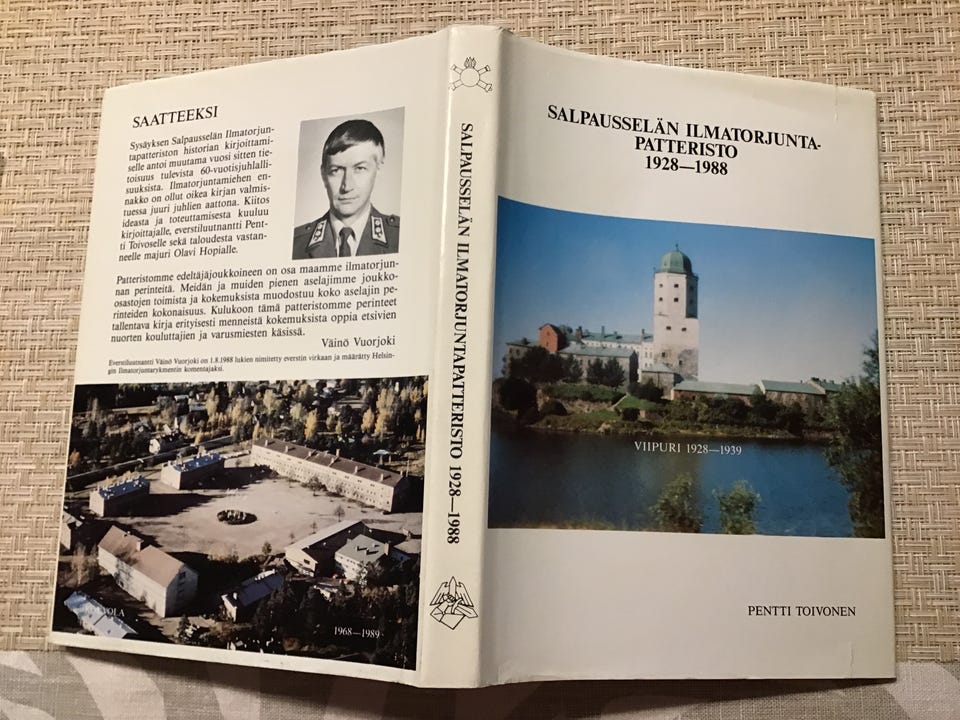 SAATTEEKSI
Sysäyksen Salpausselän Ilmatorjun-
tapatteriston historian kirjoittami-
selle antoi muutama vuosi sitten tie-
toisuus tulevista 60-vuotisjuhlalli-
suuksista. Ilmatorjuntamiehen en-
nakko on ollut oikea kirjan valmis-
tuessa juuri juhlien aattona. Kiitos
ideasta ja toteuttamisesta kuuluu
kirjoittajalle, everstiluutnantti Pent-
ti Toivoselle sekä taloudesta vastan-
neelle majuri Olavi Hopialle.
Patteristomme edeltäjäjoukkoineen on osa maamme ilmatorjun-
nan perinteitä. Meidän ja muiden pienen aselajimme joukko-
osastojen toimista ja kokemuksista muodostuu koko aselajin pe-
rinteiden kokonaisuus. Kulukoon tämä patteristomme perinteet
tallentava kirja erityisesti menneistä kokemuksista oppia etsivien
nuorten kouluttajien ja varusmiesten käsissä.
Väinö Vuorjoki
Everstiluutnantti Väinö Vuorjoki on 1.8.1988 lukien nimitetty everstin virkaan ja määrätty Helsin-
gin Ilmatorjuntarykmentin komentajaksi.
1968—1989
SALPAUSSELÄN ILMATORJUNTAPATTERISTO 1928—1988
SALPAUSSELÄN ILMATORJUNTA-
PATTERISTO
1928—1988
VIIPURI 1928—1939
PENTTI TOIVONEN